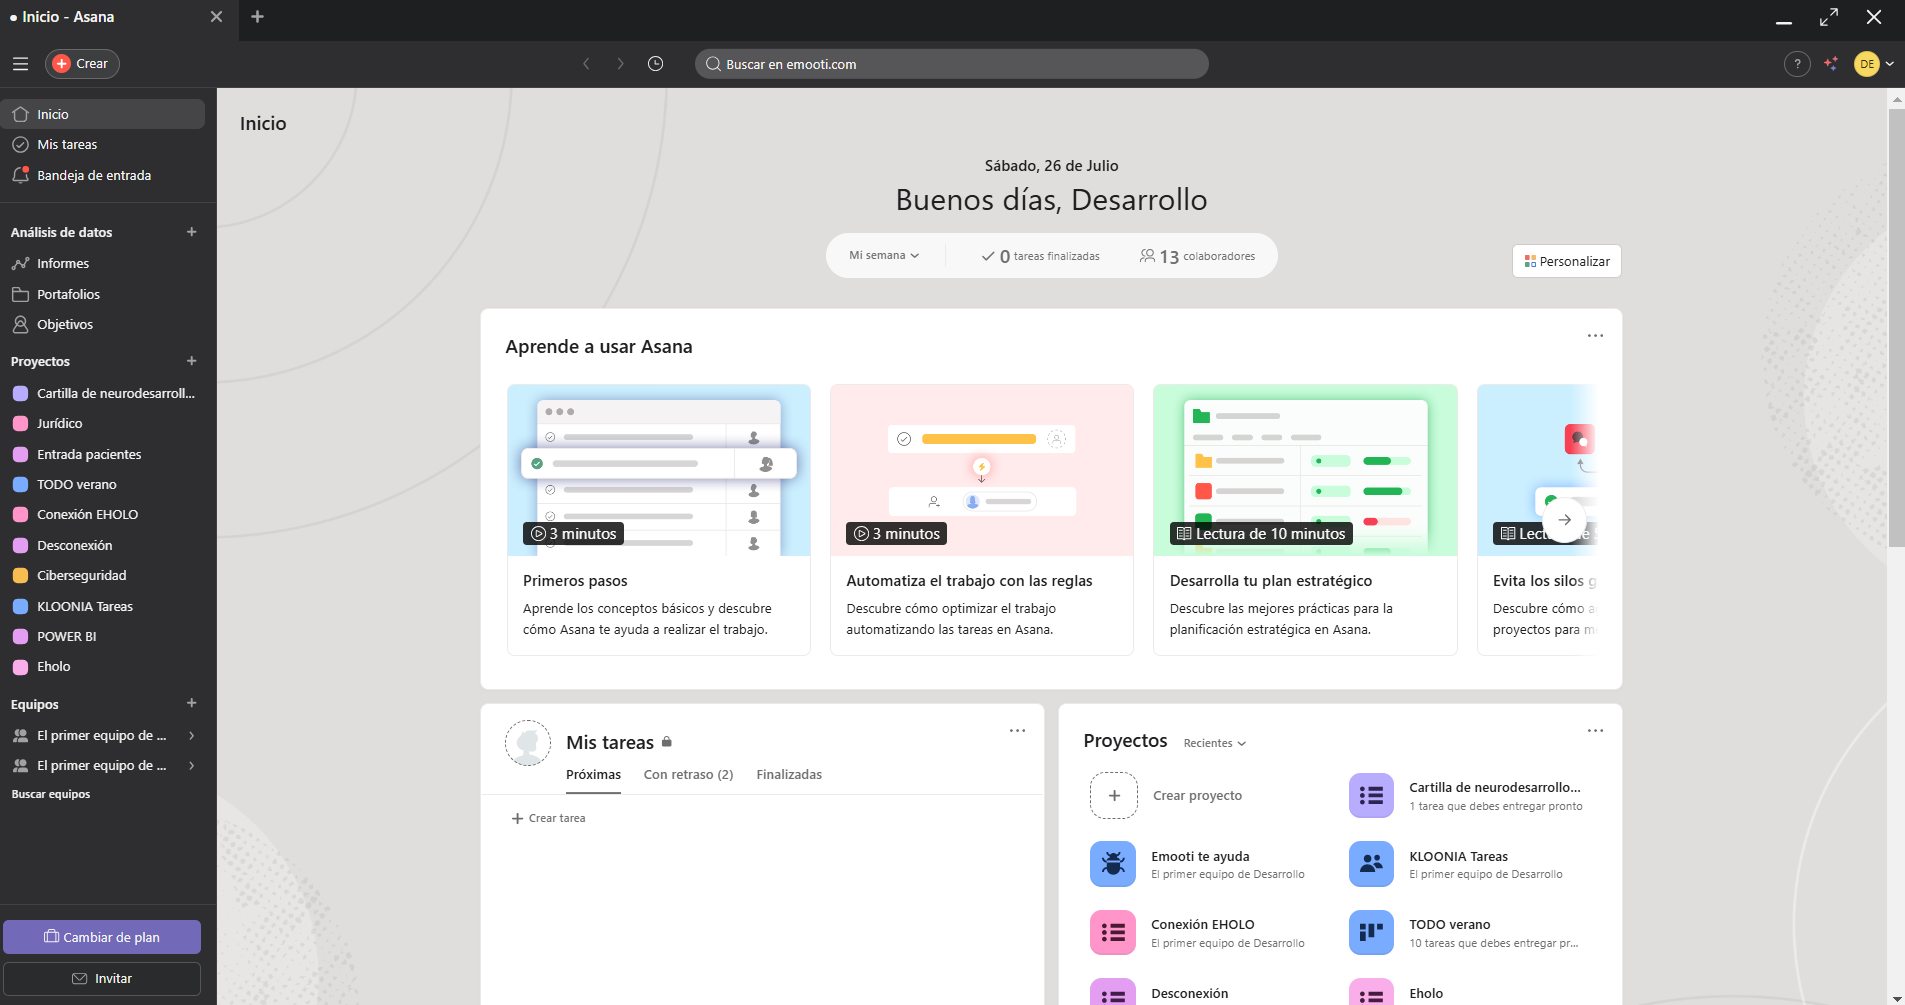 Inicio - Asana
Crear
Buscar en emooti.com
?
DE
Inicio
Mis tareas
Bandeja de entrada
Análisis de datos
Informes
Portafolios
Objetivos
Proyectos
Cartilla de neurodesarroll...
Jurídico
Entrada pacientes
TODO verano
Conexión EHOLO
Desconexión
Ciberseguridad
KLOONIA Tareas
POWER BI
Eholo
Equipos
El primer equipo de ...
El primer equipo de ...
Buscar equipos
Cambiar de plan
Invitar
Inicio
Sábado, 26 de Julio
Buenos días, Desarrollo
Mi semana
0 tareas finalizadas
13 colaboradores
Personalizar
Aprende a usar Asana
3 minutos
Primeros pasos
Aprende los conceptos básicos y descubre
cómo Asana te ayuda a realizar el trabajo.
3 minutos
Automatiza el trabajo con las reglas
Descubre cómo optimizar el trabajo
automatizando las tareas en Asana.
Lectura de 10 minutos
Desarrolla tu plan estratégico
Descubre las mejores prácticas para la
planificación estratégica en Asana.
Evita los silos
Descubre cómo
proyectos para
Mis tareas
Próximas
Con retraso (2)
Finalizadas
Crear tarea
Proyectos
Recientes
Crear proyecto
Cartilla de neurodesarrollo...
1 tarea que debes entregar pronto
Emooti te ayuda
El primer equipo de Desarrollo
KLOONIA Tareas
El primer equipo de Desarrollo
Conexión EHOLO
El primer equipo de Desarrollo
TODO verano
10 tareas que debes entregar pr...
Desconexión
Eholo